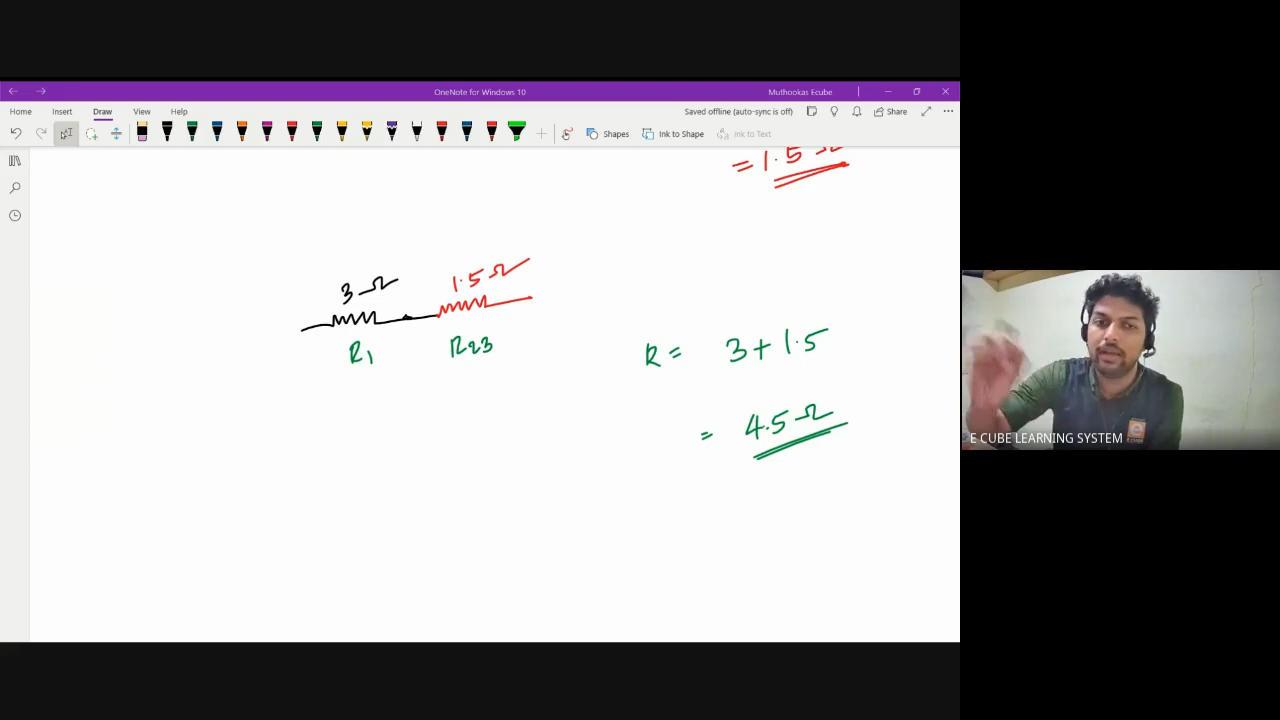 OneNote for Windows 10
Muthookas Ecube
Home Insert Draw View Help
Saved offline (auto-sync is off)
Share
Shapes
Ink to Shape
Ink to Text
= 1.5 Ω
3 Ω
1.5 Ω
R1
R23
R = 3 + 1.5
= 4.5 Ω
E CUBE LEARNING SYSTEM